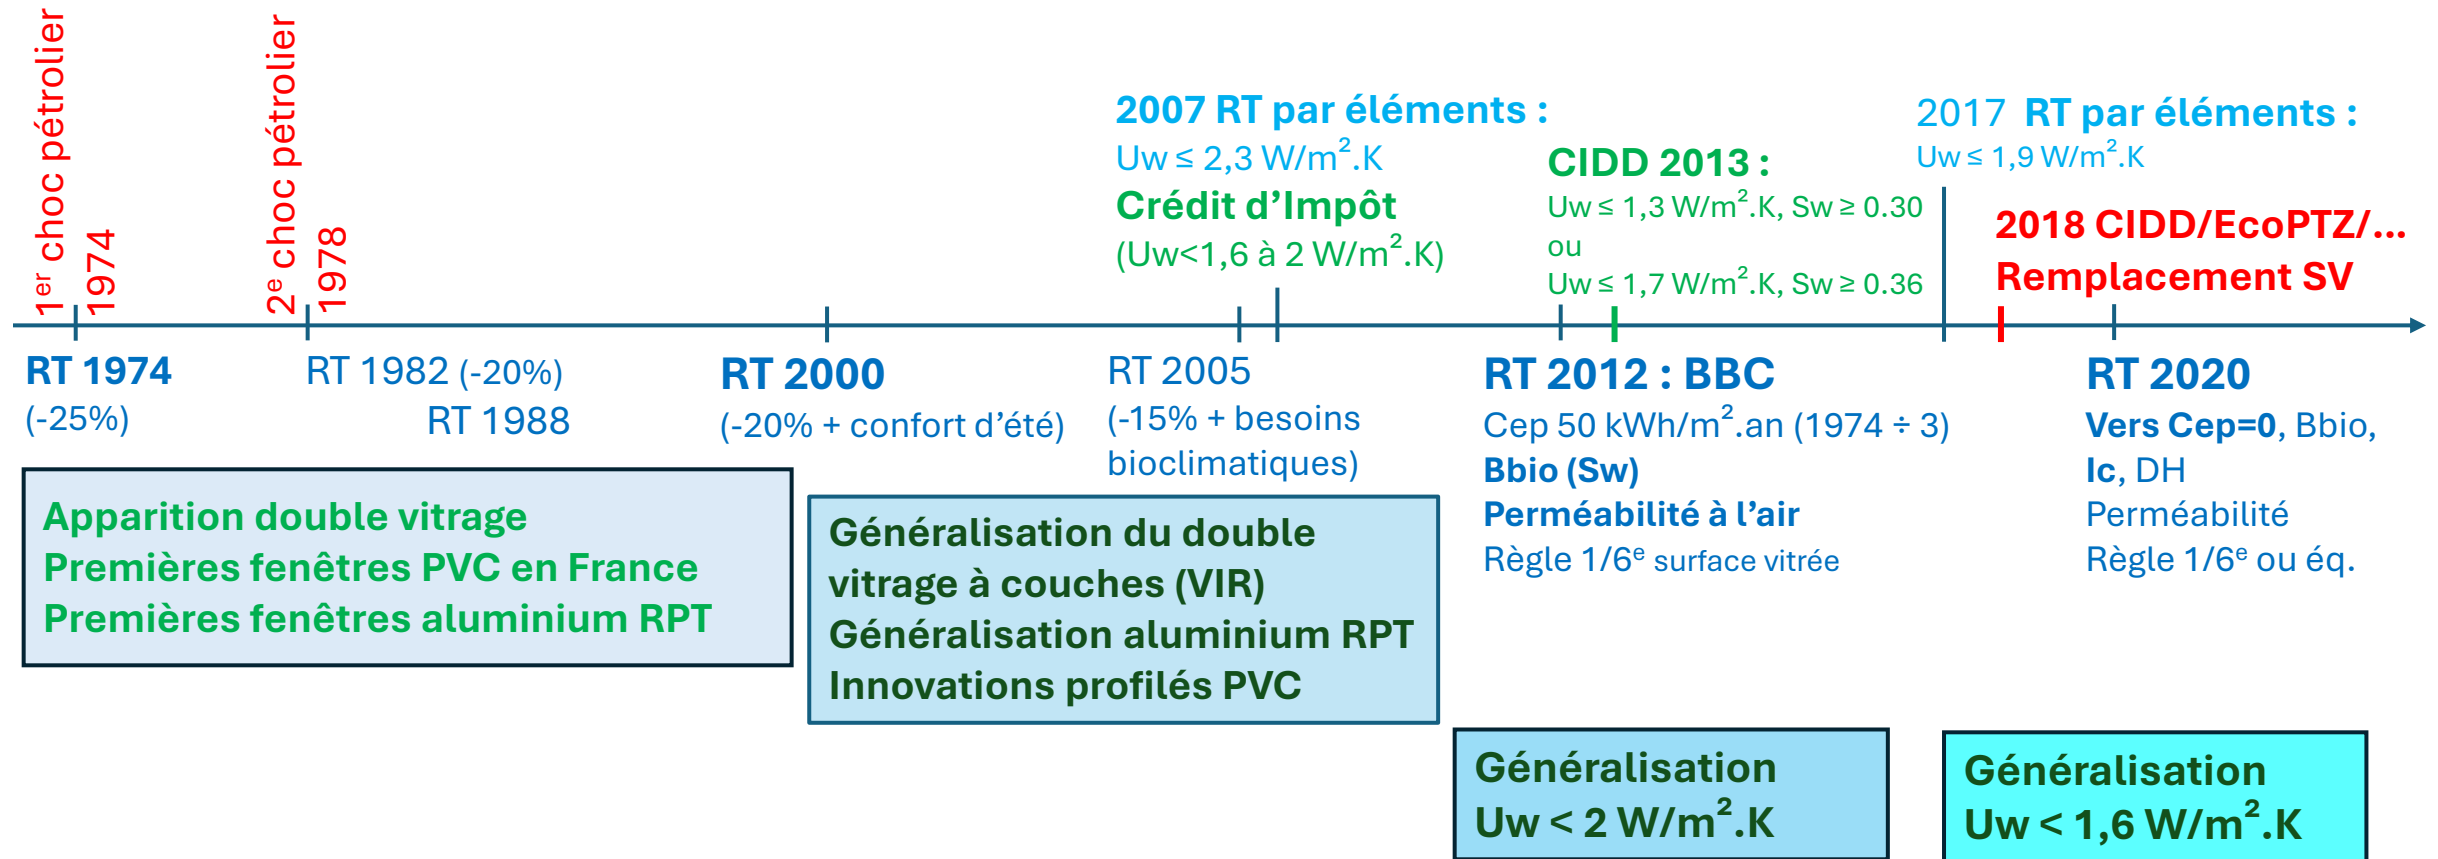 1er choc pétrolier
1974
2e choc pétrolier
1978
2007 RT par éléments :
Uw ≤ 2,3 W/m².K
Crédit d’Impôt
(Uw<1,6 à 2 W/m².K)
CIDD 2013 :
Uw ≤ 1,3 W/m².K, Sw ≥ 0.30
ou
Uw ≤ 1,7 W/m².K, Sw ≥ 0.36
2017 RT par éléments :
Uw ≤ 1,9 W/m².K
2018 CIDD/EcoPTZ/...
Remplacement SV
RT 1974
(-25%)
RT 1982 (-20%)
RT 1988
RT 2000
(-20% + confort d’été)
RT 2005
(-15% + besoins
bioclimatiques)
RT 2012 : BBC
Cep 50 kWh/m².an (1974 ÷ 3)
Bbio (Sw)
Perméabilité à l’air
Règle 1/6e surface vitrée
RT 2020
Vers Cep=0, Bbio,
Ic, DH
Perméabilité
Règle 1/6e ou éq.
Apparition double vitrage
Premières fenêtres PVC en France
Premières fenêtres aluminium RPT
Généralisation du double
vitrage à couches (VIR)
Généralisation aluminium RPT
Innovations profilés PVC
Généralisation
Uw < 2 W/m².K
Généralisation
Uw < 1,6 W/m².K